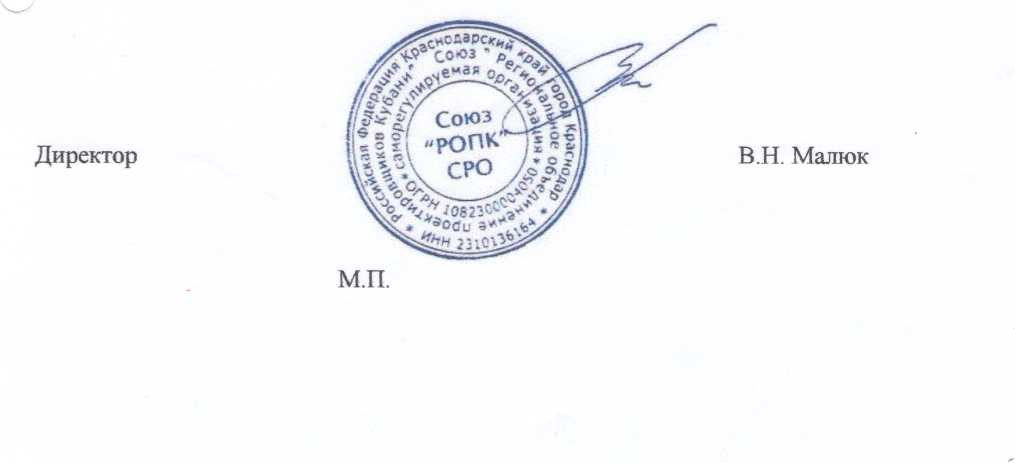 Директор
Российская Федерация Краснодарский край город Краснодар
* ИНН 2310136164 *
Союз " Региональное объединение проектировщиков Кубани"
саморегулируемая организация
* ОГРН 1082300004050 *
Союз
"РОПК"
СРО
В.Н. Малюк
М.П.